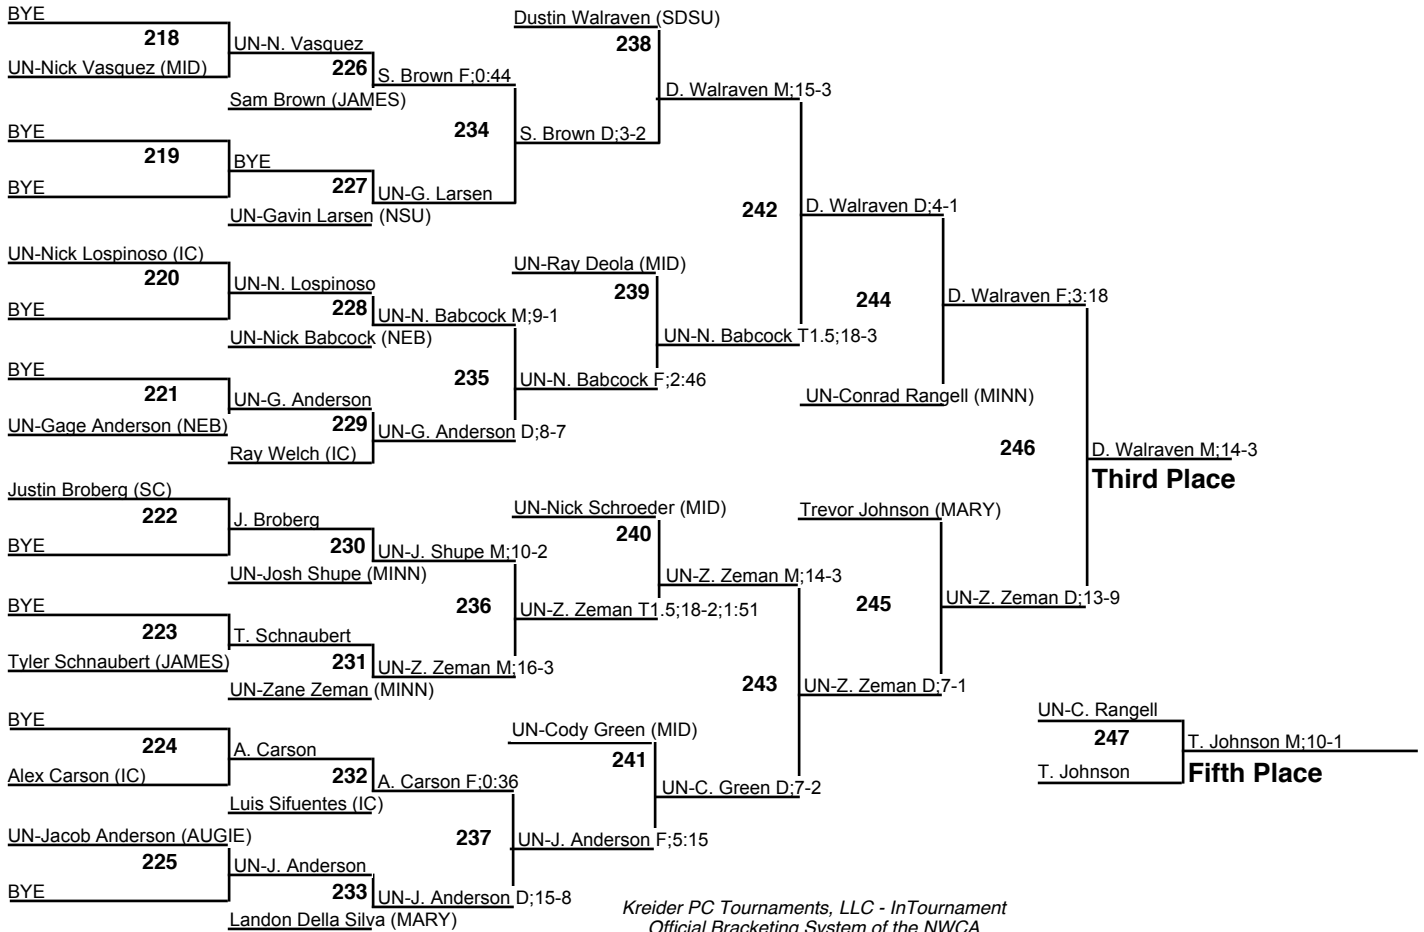 BYE
218
UN-Nick Vasquez (MID)
UN-N. Vasquez
226
Sam Brown (JAMES)
S. Brown F;0:44
BYE
219
BYE
BYE
227
UN-Gavin Larsen (NSU)
UN-G. Larsen
234
S. Brown D;3-2
Dustin Walraven (SDSU)
238
D. Walraven M;15-3
UN-Nick Lospinoso (IC)
220
BYE
UN-N. Lospinoso
228
UN-Nick Babcock (NEB)
UN-N. Babcock M;9-1
BYE
221
UN-Gage Anderson (NEB)
UN-G. Anderson
229
Ray Welch (IC)
UN-G. Anderson D;8-7
235
UN-N. Babcock F;2:46
UN-Ray Deola (MID)
239
UN-N. Babcock T1.5;18-3
242
D. Walraven D;4-1
244
UN-Conrad Rangell (MINN)
D. Walraven F;3:18
Justin Broberg (SC)
222
BYE
J. Broberg
230
UN-Josh Shupe (MINN)
UN-J. Shupe M;10-2
BYE
223
Tyler Schnaubert (JAMES)
T. Schnaubert
231
UN-Zane Zeman (MINN)
UN-Z. Zeman M;16-3
236
UN-Z. Zeman T1.5;18-2;1:51
UN-Nick Schroeder (MID)
240
UN-Z. Zeman M;14-3
BYE
224
Alex Carson (IC)
A. Carson
232
Luis Sifuentes (IC)
A. Carson F;0:36
UN-Jacob Anderson (AUGIE)
225
BYE
UN-J. Anderson
233
Landon Della Silva (MARY)
UN-J. Anderson D;15-8
237
UN-J. Anderson F;5:15
UN-Cody Green (MID)
241
UN-C. Green D;7-2
243
UN-Z. Zeman D;7-1
Trevor Johnson (MARY)
245
UN-Z. Zeman D;13-9
246
D. Walraven M;14-3
Third Place
UN-C. Rangell
247
T. Johnson
T. Johnson M;10-1
Fifth Place
Kreider PC Tournaments, LLC - InTournament
Official Bracketing System of the NWCA